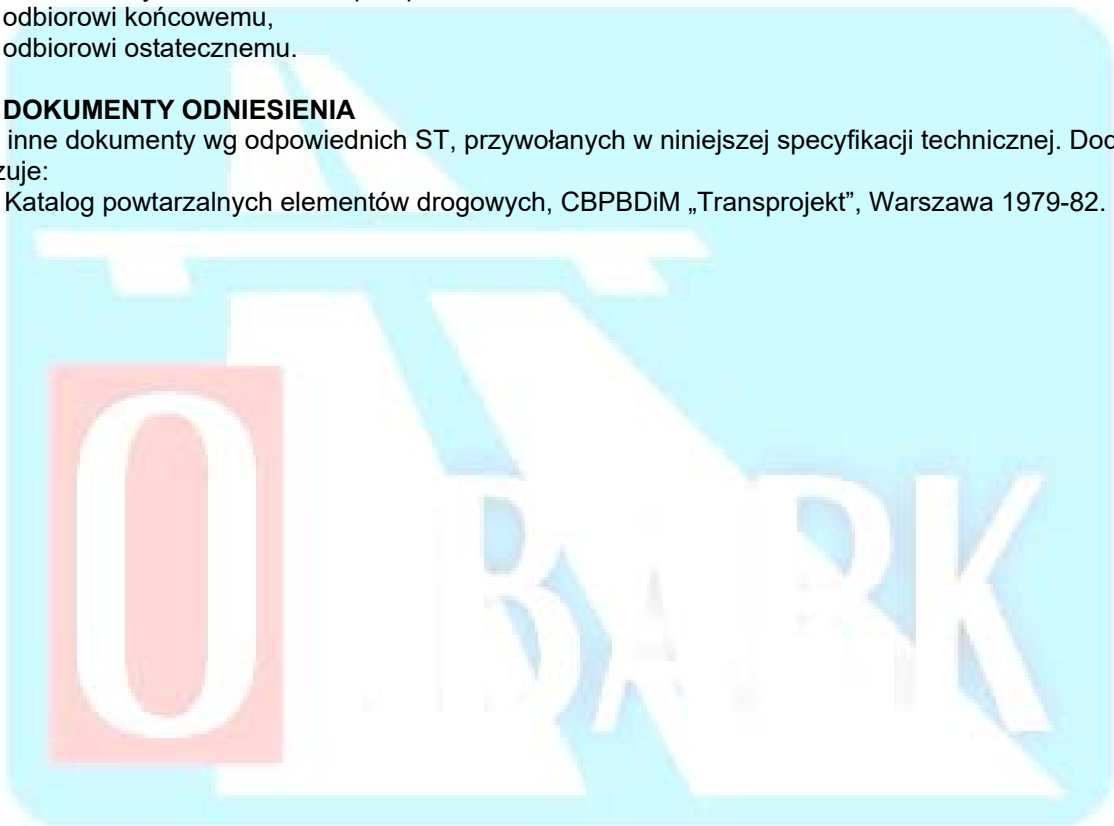 odbiorowi końcowemu,
odbiorowi ostatecznemu.
DOKUMENTY ODNIESIENIA
inne dokumenty wg odpowiednich ST, przywołanych w niniejszej specyfikacji technicznej. Dod
zuje:
Katalog powtarzalnych elementów drogowych, CBPBDiM „Transprojekt”, Warszawa 1979-82.